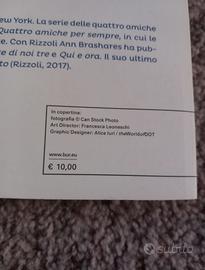 ew York. La serie delle quattro amiche
Quattro amiche per sempre, in cui le
e. Con Rizzoli Ann Brashares ha pub-
e di noi tre e Qui e ora. Il suo ultimo
to (Rizzoli, 2017).
In copertina:
fotografia © Can Stock Photo
Art Director: Francesca Leoneschi
Graphic Designer: Alice Iuri / theWorldofDOT
www.bur.eu
€ 10,00
subito